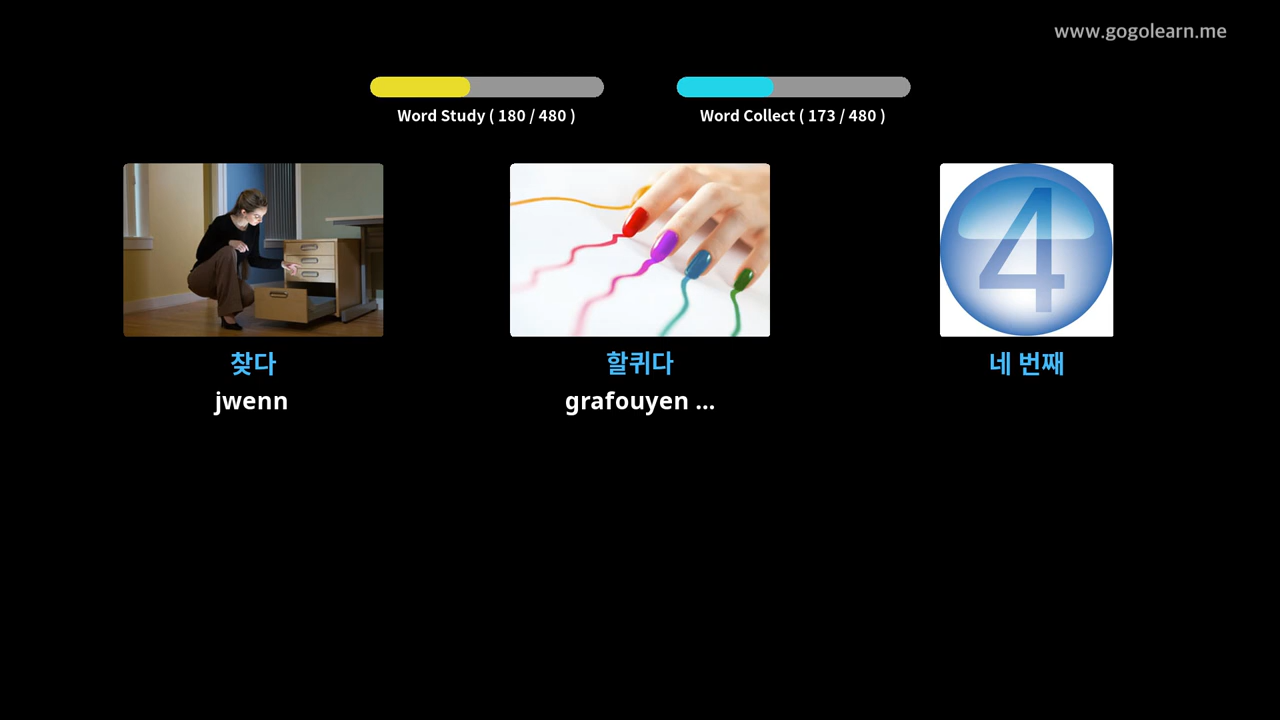 www.gogolearn.me
Word Study ( 180 / 480 )
Word Collect ( 173 / 480 )
4
찾다
할퀴다
네 번째
jwenn
grafouyen ...